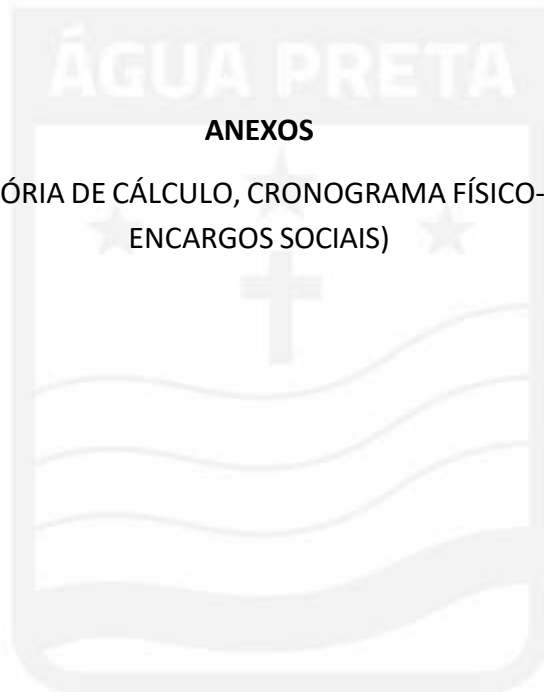 ÁGUA PRETA
ANEXOS
ÓRIA DE CÁLCULO, CRONOGRAMA FÍSICO-
ENCARGOS SOCIAIS)